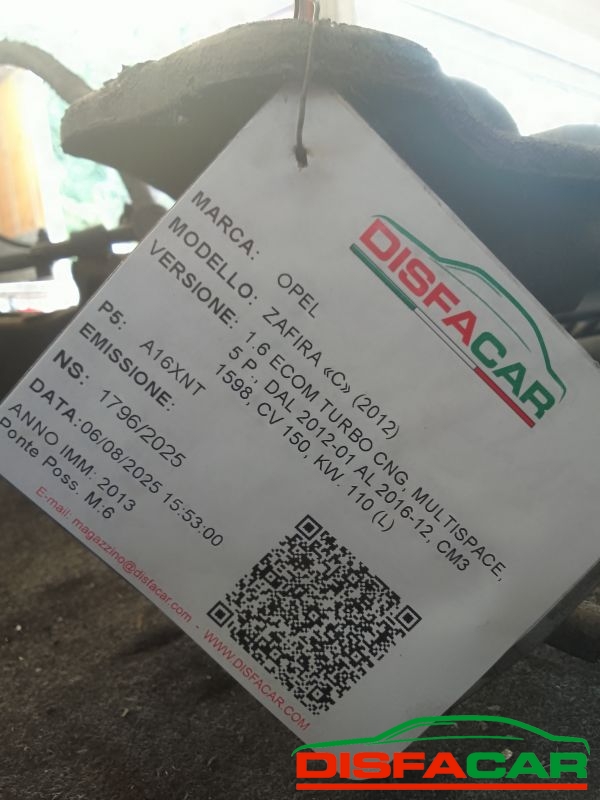 DISFACAR
MARCA: OPEL
MODELLO: ZAFIRA «C» (2012)
VERSIONE: 1.6 ECOM TURBO CNG, MULTISPACE,
5 P., DAL 2012-01 AL 2016-12, CM3
1598, CV 150, KW. 110 (L)
P5: A16XNT
EMISSIONE:
NS: 1796/2025
DATA:06/08/2025 15:53:00
ANNO IMM: 2013
Ponte Poss. M:6
E-mail: magazzino@disfacar.com - WWW.DISFACAR.COM
DISFACAR